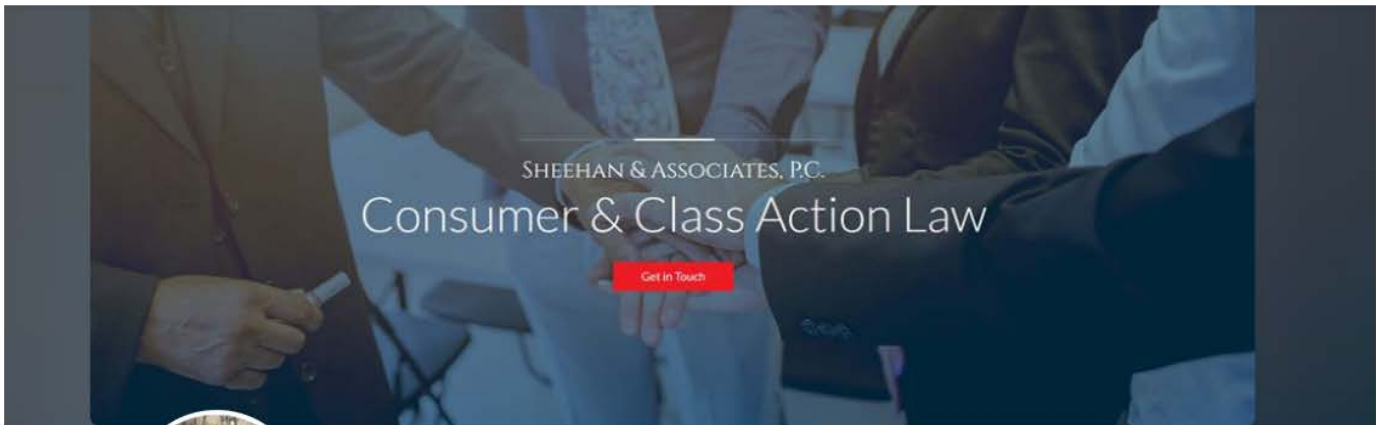 SHEEHAN & ASSOCIATES, P.C.
Consumer & Class Action Law
Get in Touch